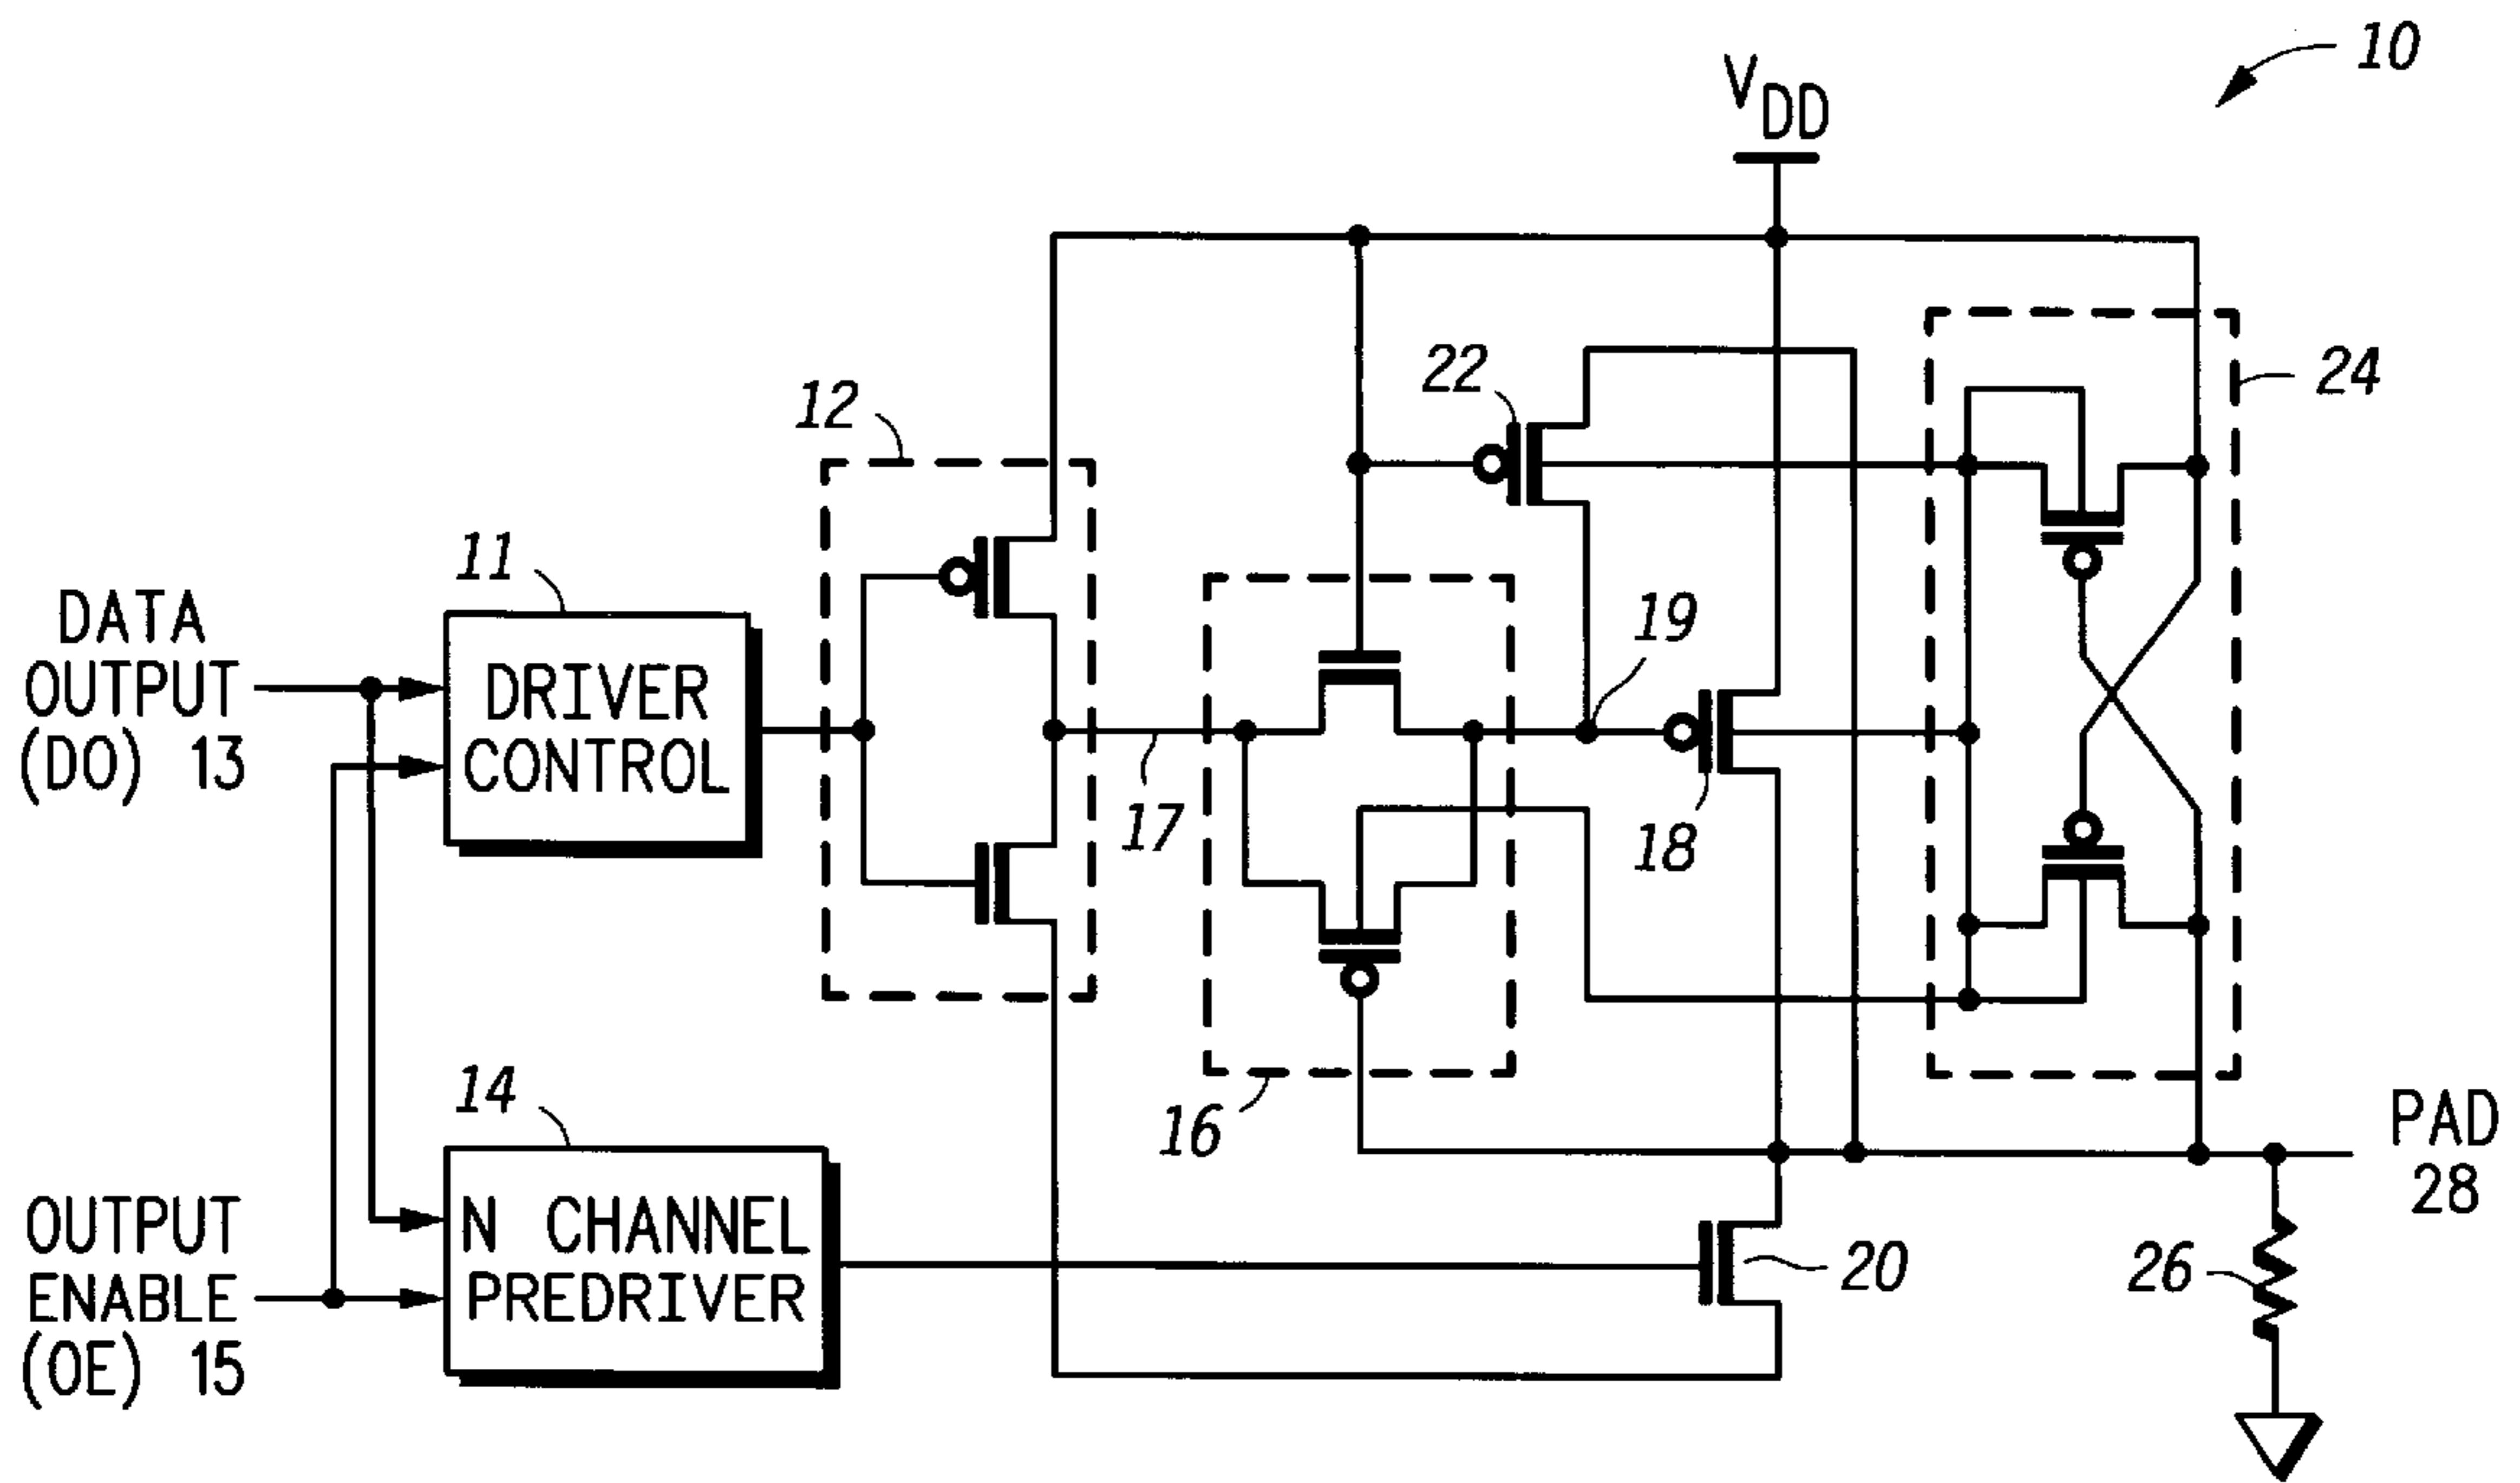 10
VDD
22
24
12
11
DATA
OUTPUT
(DO) 13
DRIVER
CONTROL
19
17
18
14
16
PAD
28
OUTPUT
ENABLE
(OE) 15
N CHANNEL
PREDRIVER
20
26